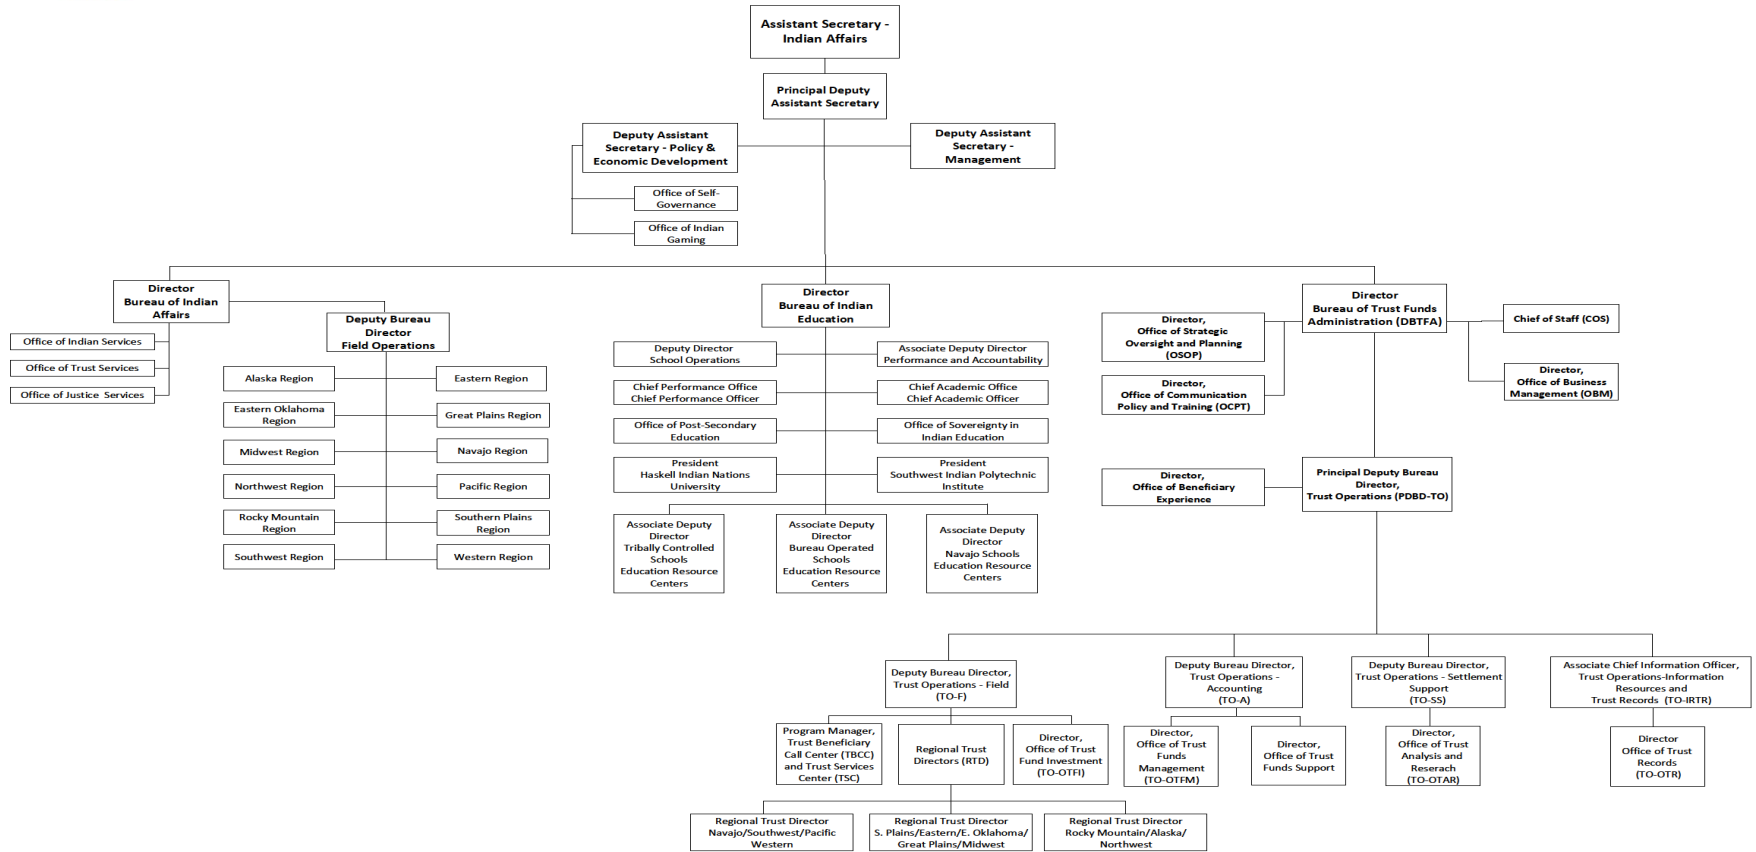 Assistant Secretary -
Indian Affairs
Principal Deputy
Assistant Secretary
Deputy Assistant
Secretary - Policy &
Economic Development
Deputy Assistant
Secretary -
Management
Office of Self-
Governance
Office of Indian
Gaming
Director
Bureau of Indian
Affairs
Deputy Bureau
Director
Field Operations
Office of Indian Services
Office of Trust Services
Office of Justice  Services
Alaska Region
Eastern Region
Eastern Oklahoma
Region
Great Plains Region
Midwest Region
Navajo Region
Northwest Region
Pacific Region
Rocky Mountain
Region
Southern Plains
Region
Southwest Region
Western Region
Director
Bureau of Indian
Education
Deputy Director
School Operations
Associate Deputy Director
Performance and Accountability
Chief Performance Office
Chief Performance Officer
Chief Academic Office
Chief Academic Officer
Office of Post-Secondary
Education
Office of Sovereignty in
Indian Education
President
Haskell Indian Nations
University
President
Southwest Indian Polytechnic
Institute
Associate Deputy
Director
Tribally Controlled
Schools
Education Resource
Centers
Associate Deputy
Director
Bureau Operated
Schools
Education Resource
Centers
Associate Deputy
Director
Navajo Schools
Education Resource
Centers
Director
Bureau of Trust Funds
Administration (DBTFA)
Director,
Office of Strategic
Oversight and Planning
(OSOP)
Director,
Office of Communication
Policy and Training (OCPT)
Chief of Staff (COS)
Director,
Office of Business
Management (OBM)
Director,
Office of Beneficiary
Experience
Principal Deputy Bureau
Director,
Trust Operations (PDBD-TO)
Deputy Bureau Director,
Trust Operations - Field
(TO-F)
Deputy Bureau Director,
Trust Operations -
Accounting
(TO-A)
Deputy Bureau Director,
Trust Operations - Settlement
Support
(TO-SS)
Associate Chief Information Officer,
Trust Operations-Information
Resources and
Trust Records  (TO-IRTR)
Program Manager,
Trust Beneficiary
Call Center (TBCC)
and Trust Services
Center (TSC)
Regional Trust
Directors (RTD)
Director,
Office of Trust
Fund Investment
(TO-OTFI)
Director,
Office of Trust
Funds
Management
(TO-OTFM)
Director,
Office of Trust
Funds Support
Director,
Office of Trust
Analysis and
Reserach
(TO-OTAR)
Director
Office of Trust
Records
(TO-OTR)
Regional Trust Director
Navajo/Southwest/Pacific
Western
Regional Trust Director
S. Plains/Eastern/E. Oklahoma/
Great Plains/Midwest
Regional Trust Director
Rocky Mountain/Alaska/
Northwest